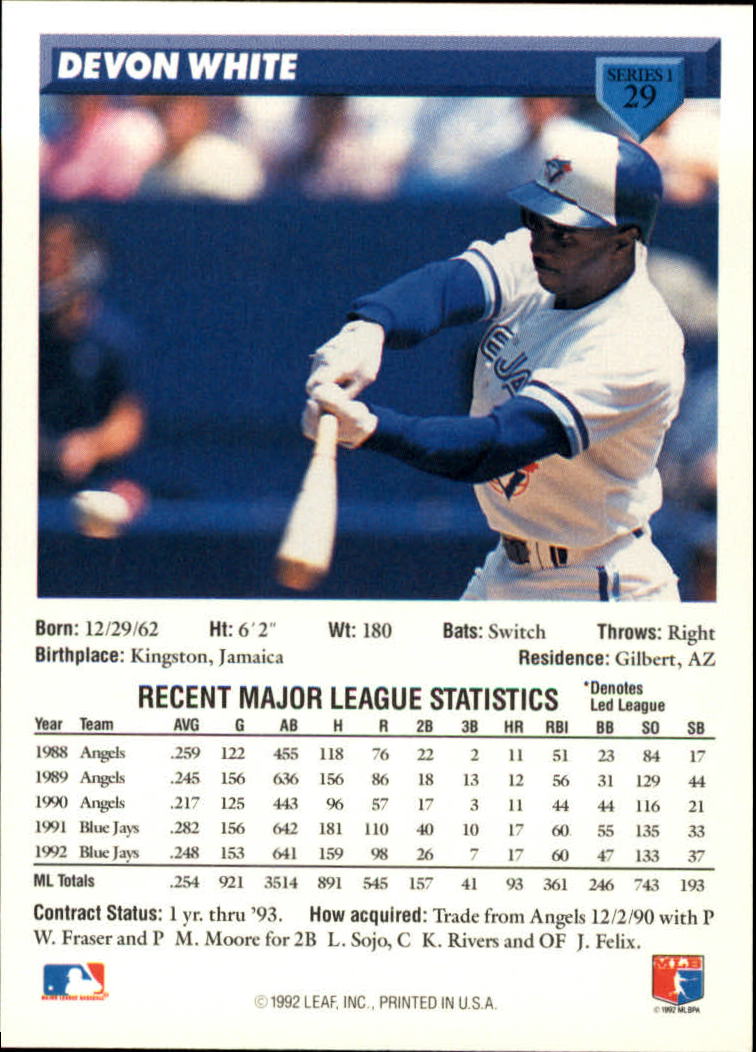 DEVON WHITE
SERIES 1
29
E JA
Born: 12/29/62 Ht: 6´2" Wt: 180 Bats: Switch Throws: Right
Birthplace: Kingston, Jamaica Residence: Gilbert, AZ
RECENT MAJOR LEAGUE STATISTICS *Denotes
Led League
Year Team AVG G AB H R 2B 3B HR RBI BB SO SB
1988 Angels .259 122 455 118 76 22 2 11 51 23 84 17
1989 Angels .245 156 636 156 86 18 13 12 56 31 129 44
1990 Angels .217 125 443 96 57 17 3 11 44 44 116 21
1991 Blue Jays .282 156 642 181 110 40 10 17 60 55 135 33
1992 Blue Jays .248 153 641 159 98 26 7 17 60 47 133 37
ML Totals .254 921 3514 891 545 157 41 93 361 246 743 193
Contract Status: 1 yr. thru '93. How acquired: Trade from Angels 12/2/90 with P
W. Fraser and P M. Moore for 2B L. Sojo, C K. Rivers and OF J. Felix.
MAJOR LEAGUE BASEBALL
©1992 LEAF, INC., PRINTED IN U.S.A.
MLB
© 1992 MLBPA